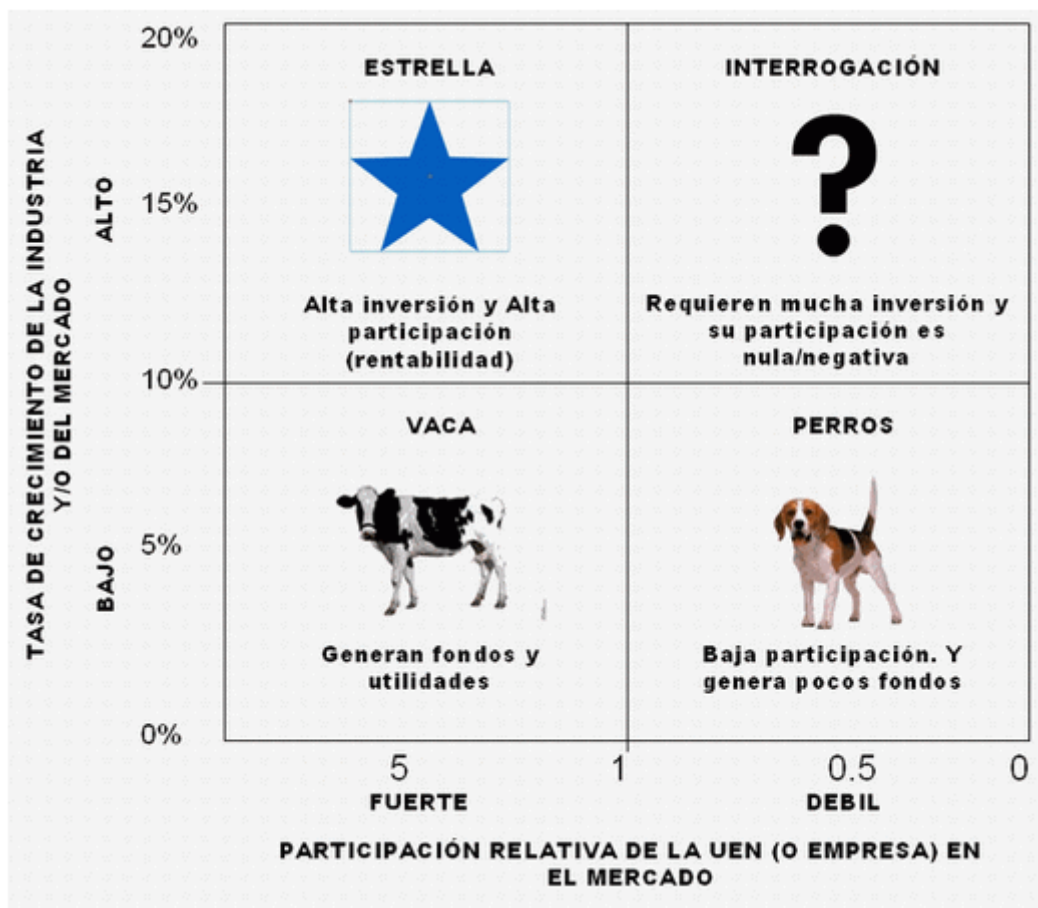 20%
ESTRELLA
INTERROGACIÓN
?
ALTO
15%
Alta inversión y Alta
participación
(rentabilidad)
Requieren mucha inversión y
su participación es
nula/negativa
TASA DE CRECIMIENTO DE LA INDUSTRIA
Y/O DEL MERCADO
10%
VACA
PERROS
BAJO
5%
Generan fondos y
utilidades
Baja participación. Y
genera pocos fondos
0%
5
1
0.5
0
FUERTE
DEBIL
PARTICIPACIÓN RELATIVA DE LA UEN (O EMPRESA) EN
EL MERCADO